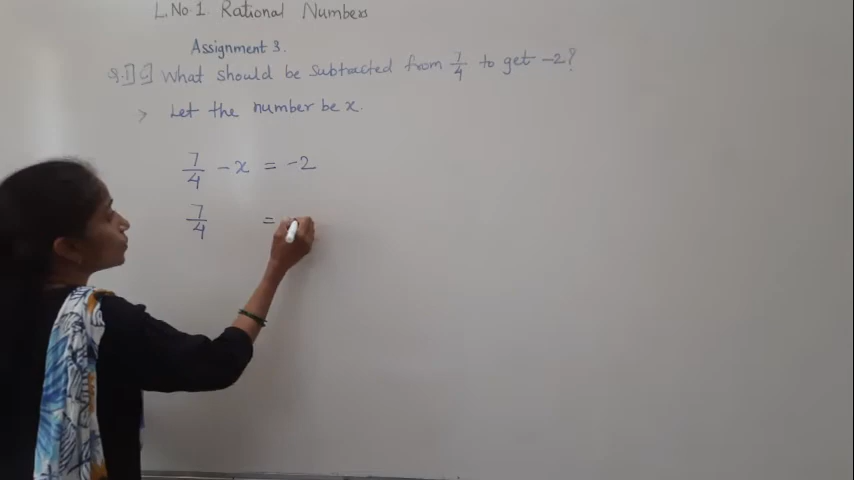 L.No.1. Rational Numbers
Assignment 3.
Q.1] C] What should be subtracted from 7/4 to get -2?
> Let the number be x.
7/4 - x = -2
7/4 =